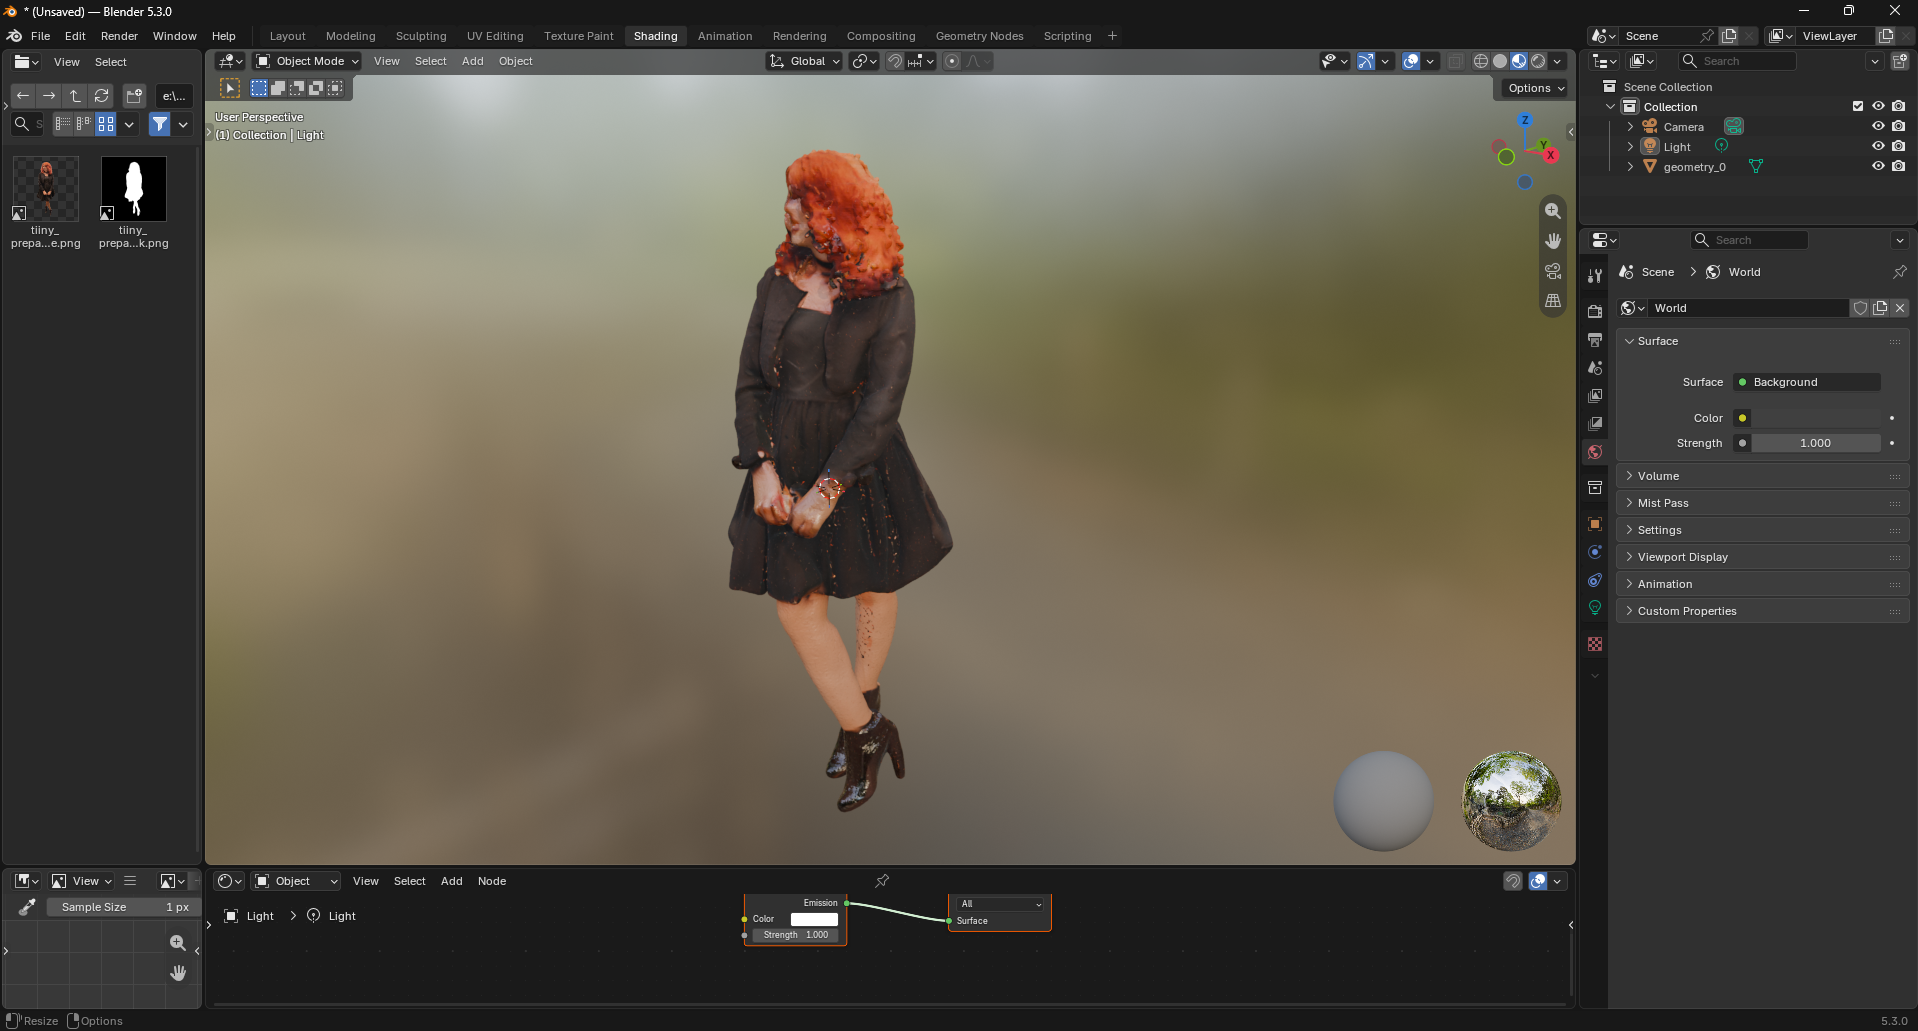 * (Unsaved) — Blender 5.3.0
File Edit Render Window Help
Layout Modeling Sculpting UV Editing Texture Paint Shading Animation Rendering Compositing Geometry Nodes Scripting +
Scene
ViewLayer
View Select
Object Mode View Select Add Object
Global
Search
e:\...
S
Options
User Perspective
(1) Collection | Light
Z
Y
X
tiiny_
prepa...e.png
tiiny_
prepa...k.png
Scene Collection
Collection
Camera
Light
geometry_0
Search
Scene > World
World
Surface
Surface Background
Color
Strength 1.000
Volume
Mist Pass
Settings
Viewport Display
Animation
Custom Properties
View
Sample Size 1 px
Object View Select Add Node
Light > Light
Emission
Color
Strength 1.000
All
Surface
Resize Options
5.3.0